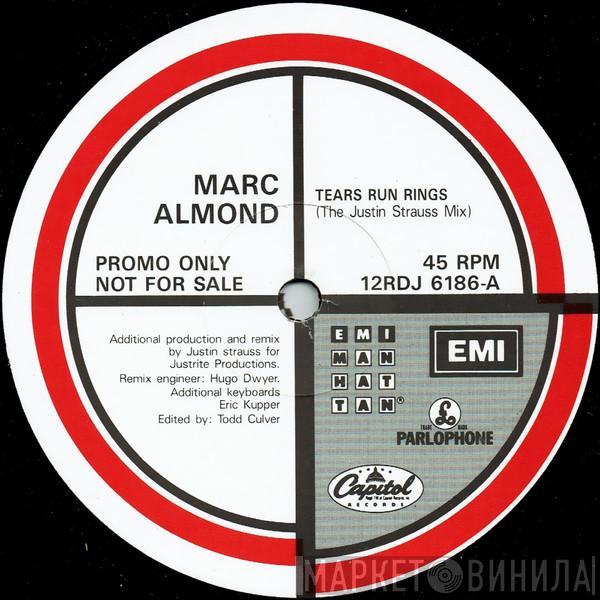 MARC
ALMOND
TEARS RUN RINGS
(The Justin Strauss Mix)
PROMO ONLY
NOT FOR SALE
45 RPM
12RDJ 6186-A
Additional production and remix
by Justin strauss for
Justrite Productions.
Remix engineer: Hugo Dwyer.
Additional keyboards
Eric Kupper
Edited by: Todd Culver
EMI
MAN
HAT
TAN®
EMI
TRADE MARK
PARLOPHONE
Capitol
RECORDS
МАРКЕТ ВИНИЛА